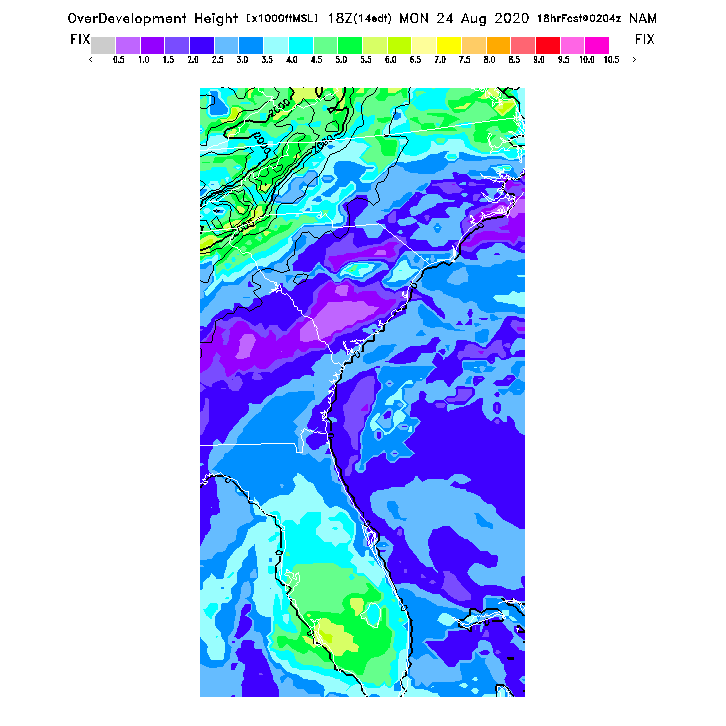 OverDevelopment Height [x1000ftMSL] 18Z(14edt) MON 24 Aug 2020 18hrFcst@0204z NAM
FIX FIX
< 0.5 1.0 1.5 2.0 2.5 3.0 3.5 4.0 4.5 5.0 5.5 6.0 6.5 7.0 7.5 8.0 8.5 9.0 9.5 10.0 10.5 >
2000
2000